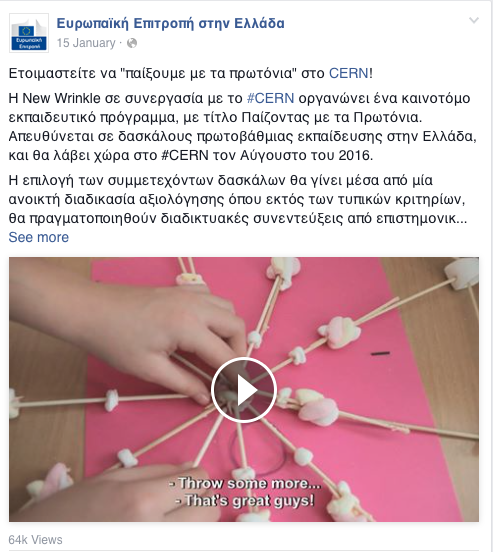 Ευρωπαϊκή Επιτροπή στην Ελλάδα
15 January ·
Ευρωπαϊκή
Επιτροπή
Ετοιμαστείτε να "παίξουμε με τα πρωτόνια" στο CERN!
Η New Wrinkle σε συνεργασία με το #CERN οργανώνει ένα καινοτόμο
εκπαιδευτικό πρόγραμμα, με τίτλο Παίζοντας με τα Πρωτόνια.
Απευθύνεται σε δασκάλους πρωτοβάθμιας εκπαίδευσης στην Ελλάδα,
και θα λάβει χώρα στο #CERN τον Αύγουστο του 2016.
Η επιλογή των συμμετεχόντων δασκάλων θα γίνει μέσα από μία
ανοικτή διαδικασία αξιολόγησης όπου εκτός των τυπικών κριτηρίων,
θα πραγματοποιηθούν διαδικτυακές συνεντεύξεις από επιστημονικ...
See more
- Throw some more...
- That's great guys!
64k Views